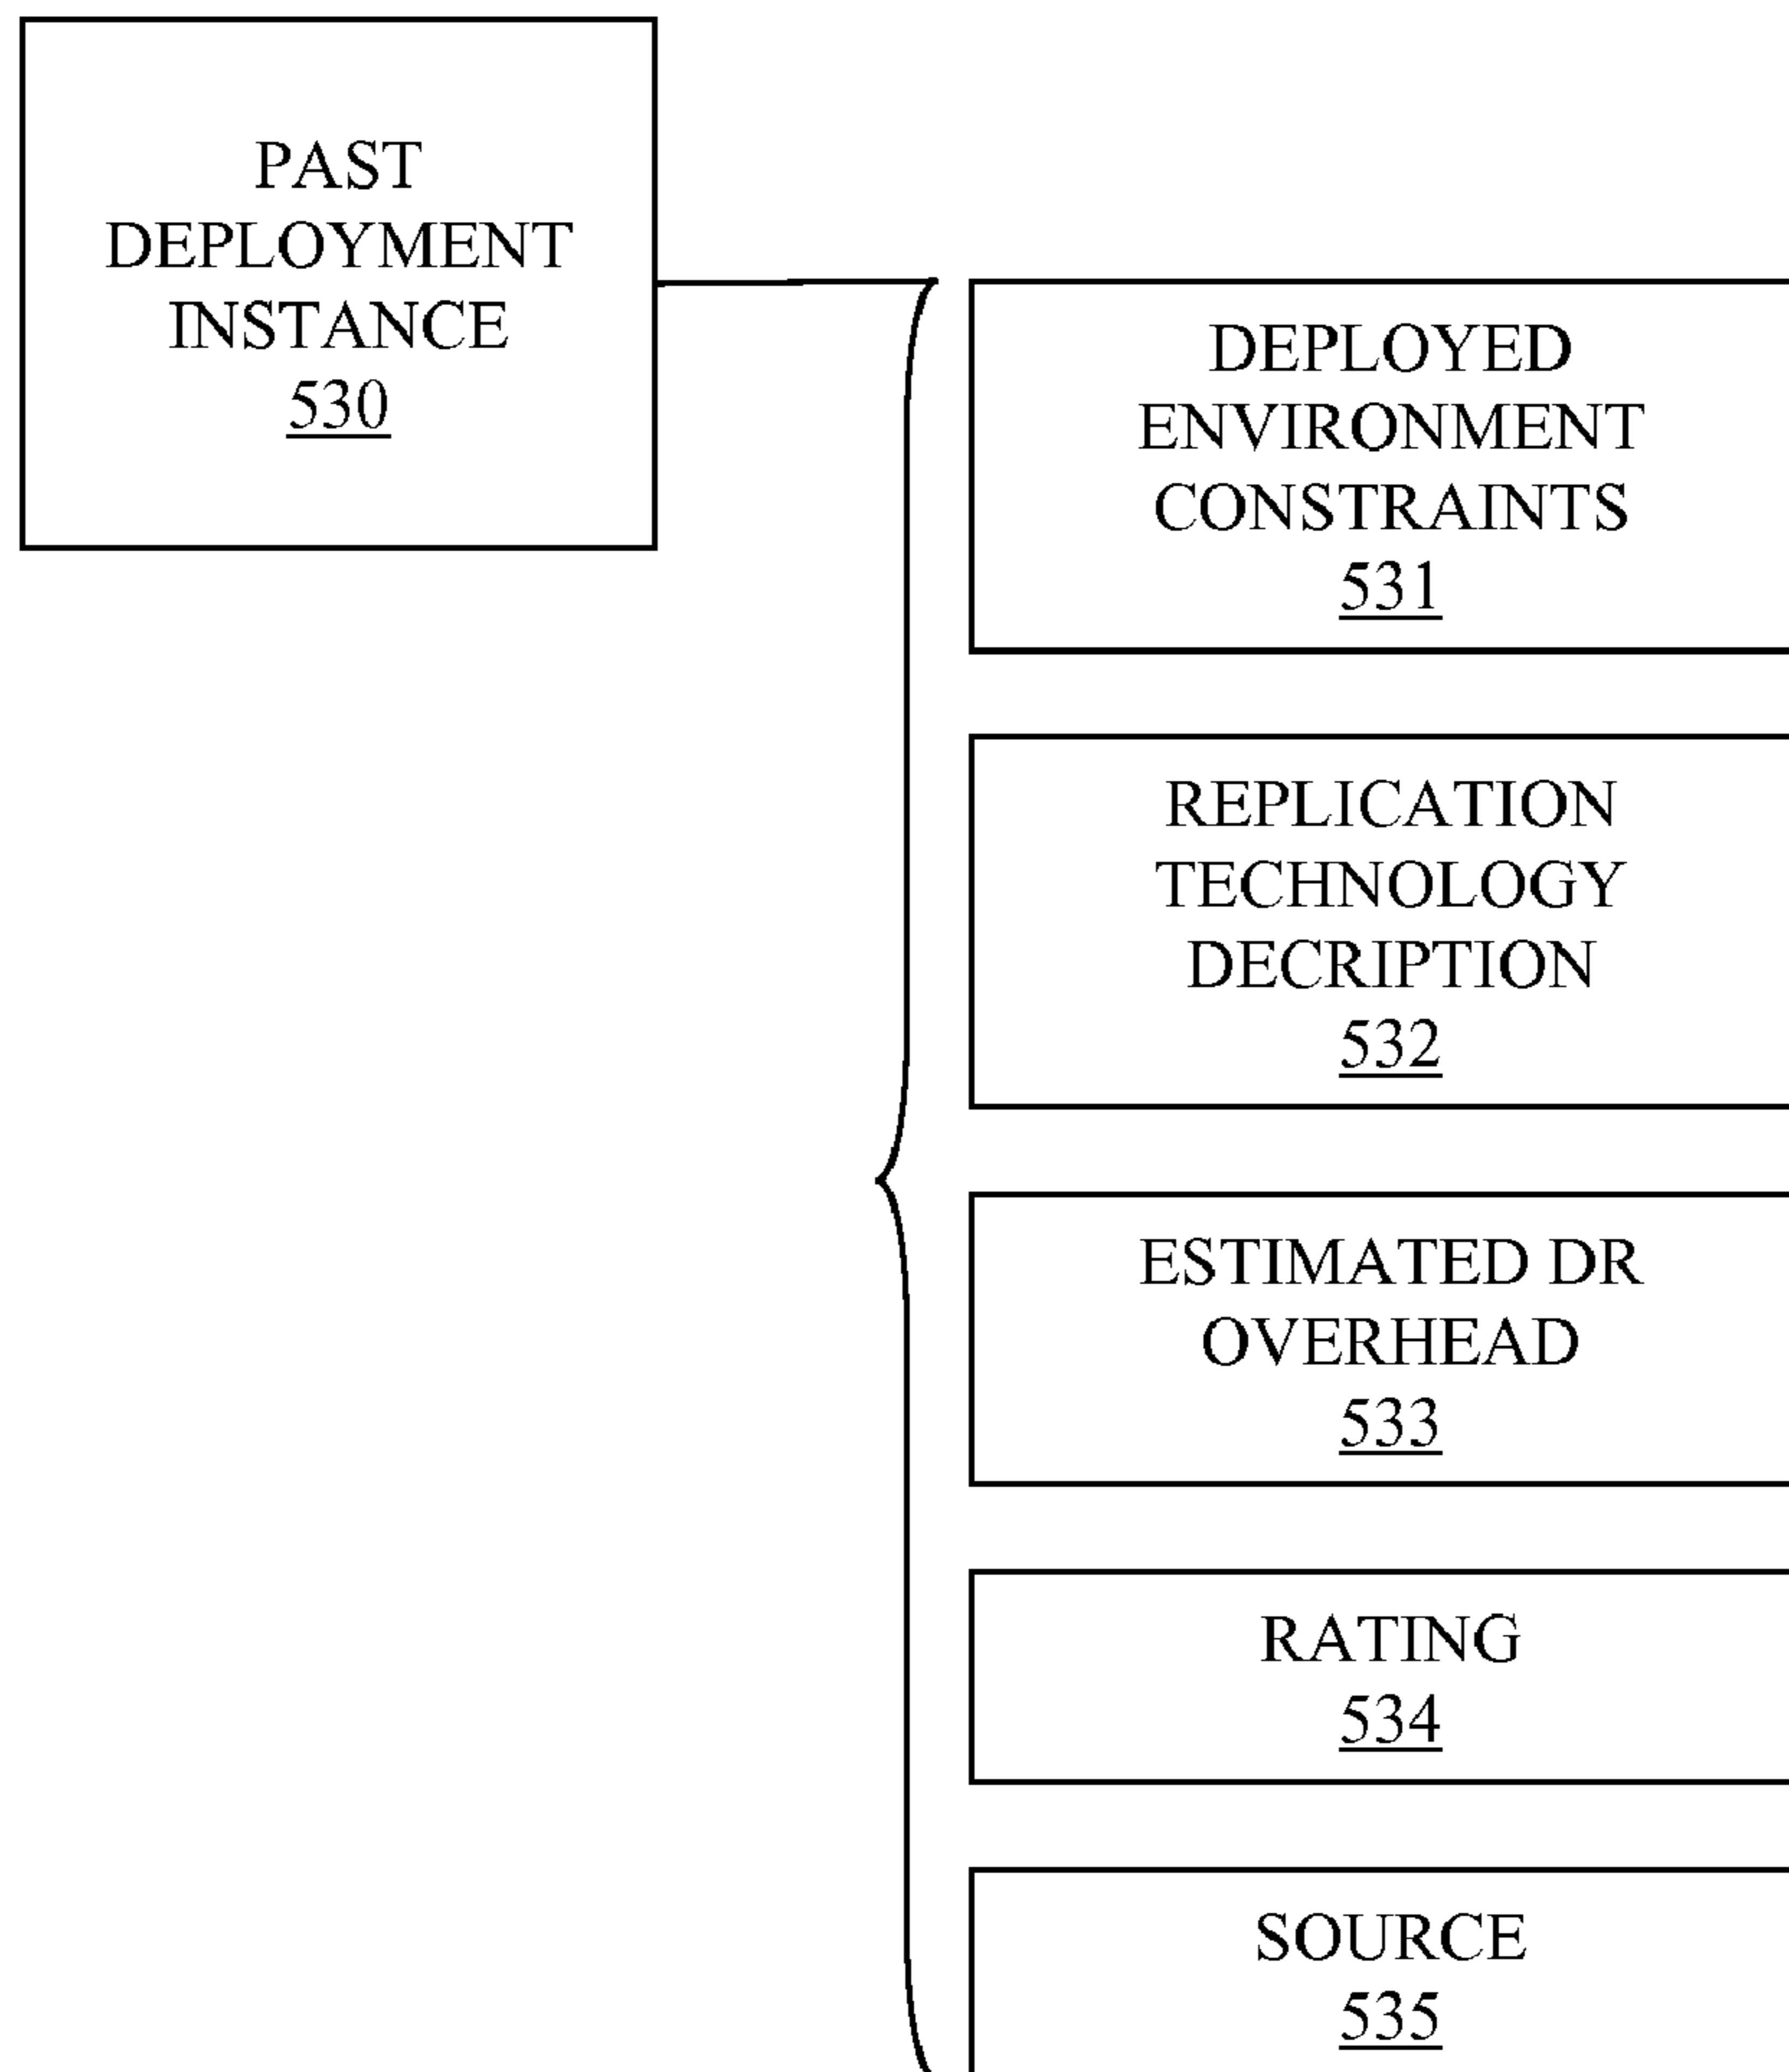 PAST
DEPLOYMENT
INSTANCE
530
DEPLOYED
ENVIRONMENT
CONSTRAINTS
531
REPLICATION
TECHNOLOGY
DECRIPTION
532
ESTIMATED DR
OVERHEAD
533
RATING
534
SOURCE
535